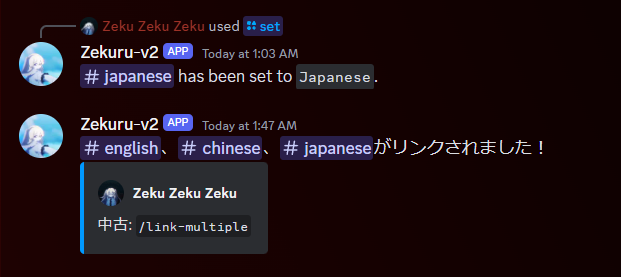 Zeku Zeku Zeku used set
Zekuru-v2 APP Today at 1:03 AM
# japanese has been set to Japanese.
Zekuru-v2 APP Today at 1:47 AM
# english、# chinese、# japaneseがリンクされました！
Zeku Zeku Zeku
中古: /link-multiple